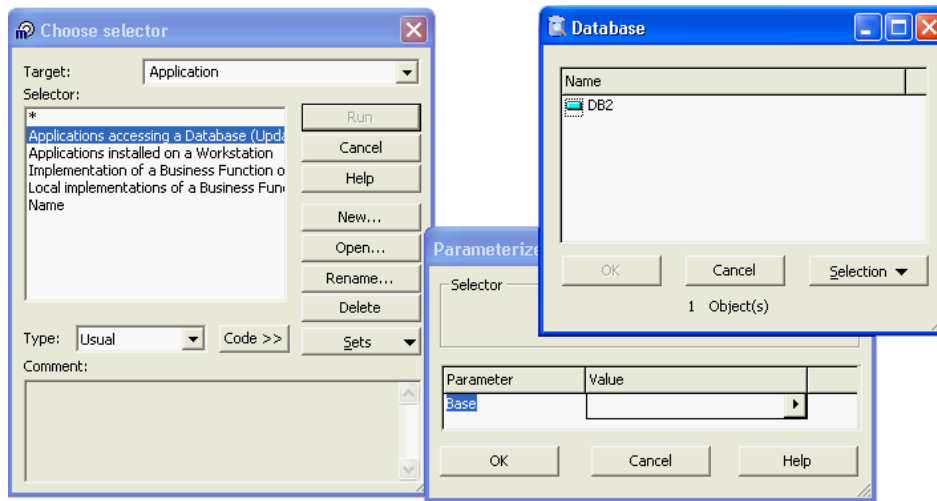 Choose selector
Target: Application
Selector:
*
Applications accessing a Database (Upda
Applications installed on a Workstation
Implementation of a Business Function o
Local implementations of a Business Fun
Name
Run
Cancel
Help
New...
Open...
Rename...
Delete
Sets
Type: Usual Code >>
Comment:
Database
Name
DB2
OK Cancel Selection
1 Object(s)
Parameterize
Selector
Parameter Value
Base
OK Cancel Help